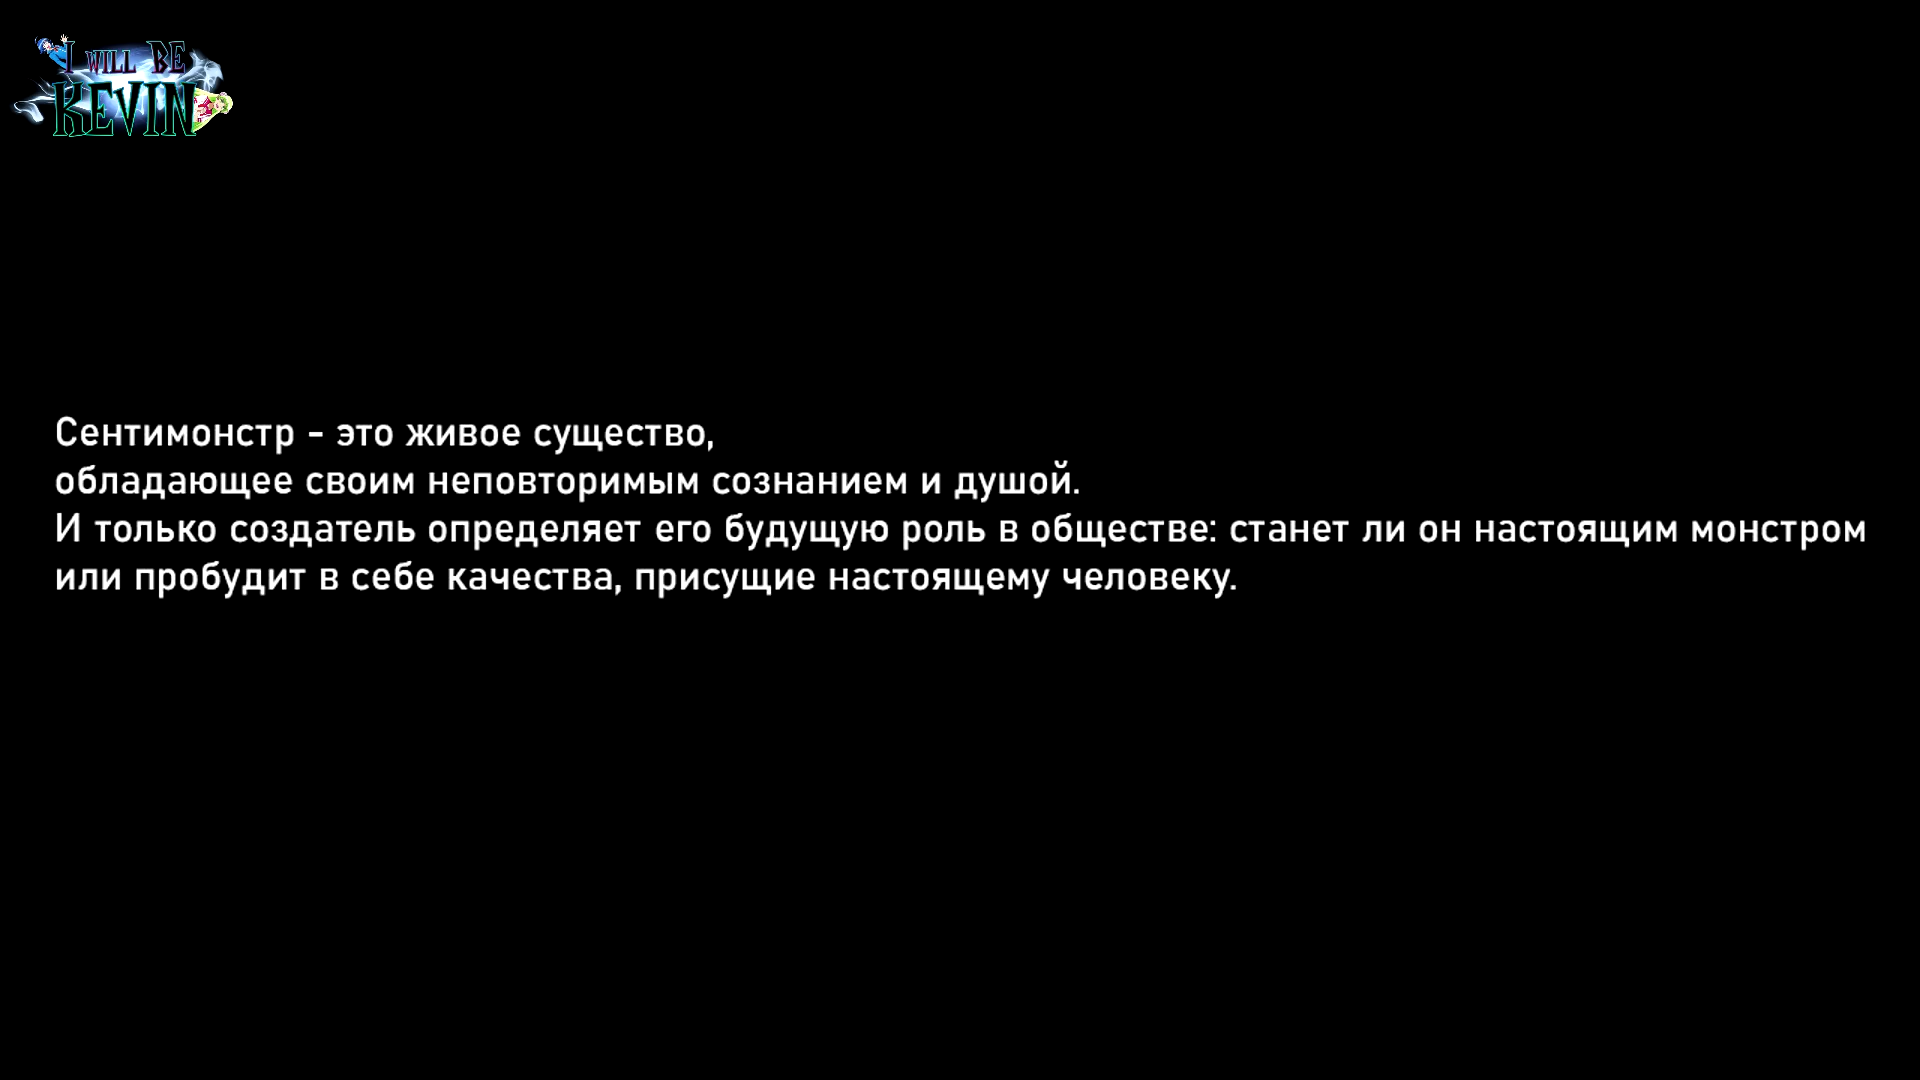 I WILL BE
KEVIN
Сентимонстр - это живое существо,
обладающее своим неповторимым сознанием и душой.
И только создатель определяет его будущую роль в обществе: станет ли он настоящим монстром
или пробудит в себе качества, присущие настоящему человеку.